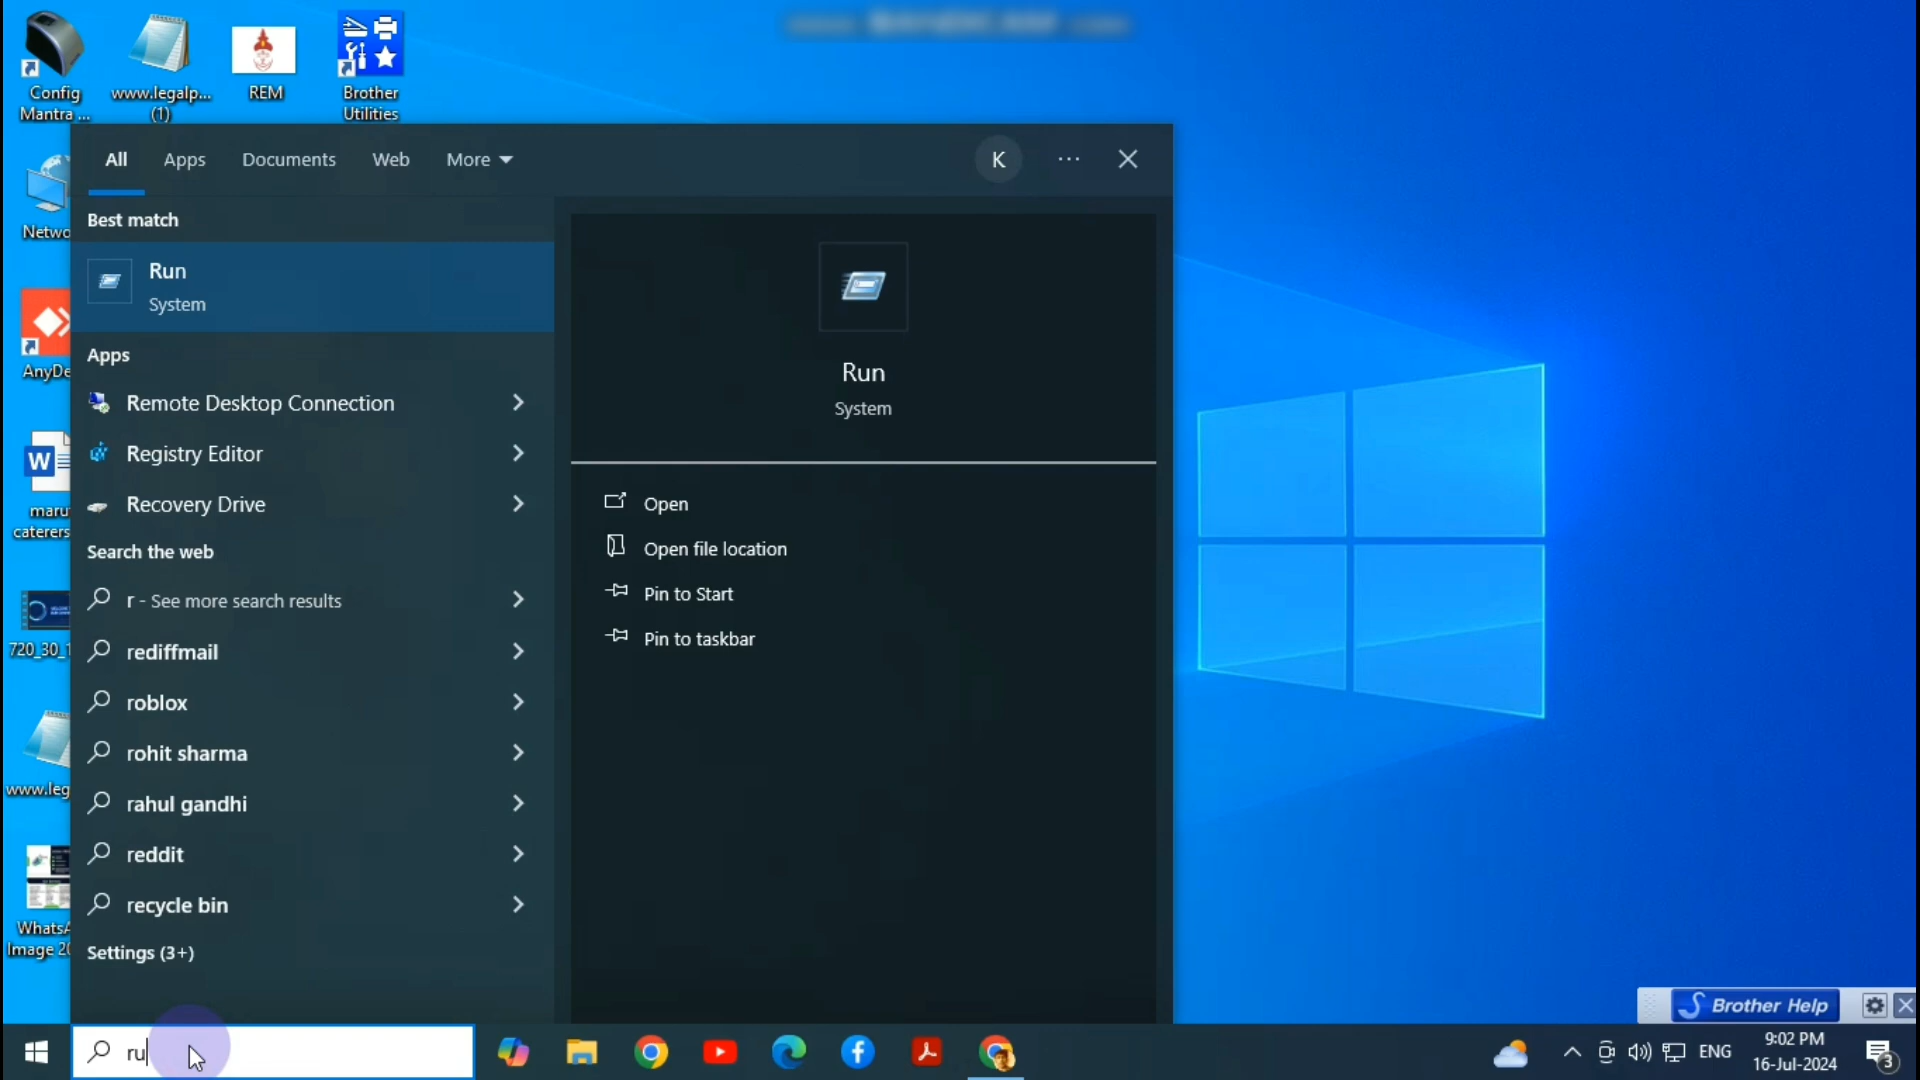 Config
Mantra ...
www.legalp...
(1)
REM
Brother
Utilities
All
Apps
Documents
Web
More
K
Best match
Run
System
Apps
Remote Desktop Connection
Registry Editor
Recovery Drive
Search the web
r - See more search results
rediffmail
roblox
rohit sharma
rahul gandhi
reddit
recycle bin
Settings (3+)
Run
System
Open
Open file location
Pin to Start
Pin to taskbar
Netwo
AnyDe
W
maru
caterers
720_30_1
www.leg
WhatsA
Image 20
Brother Help
ru
ENG
9:02 PM
16-Jul-2024
3